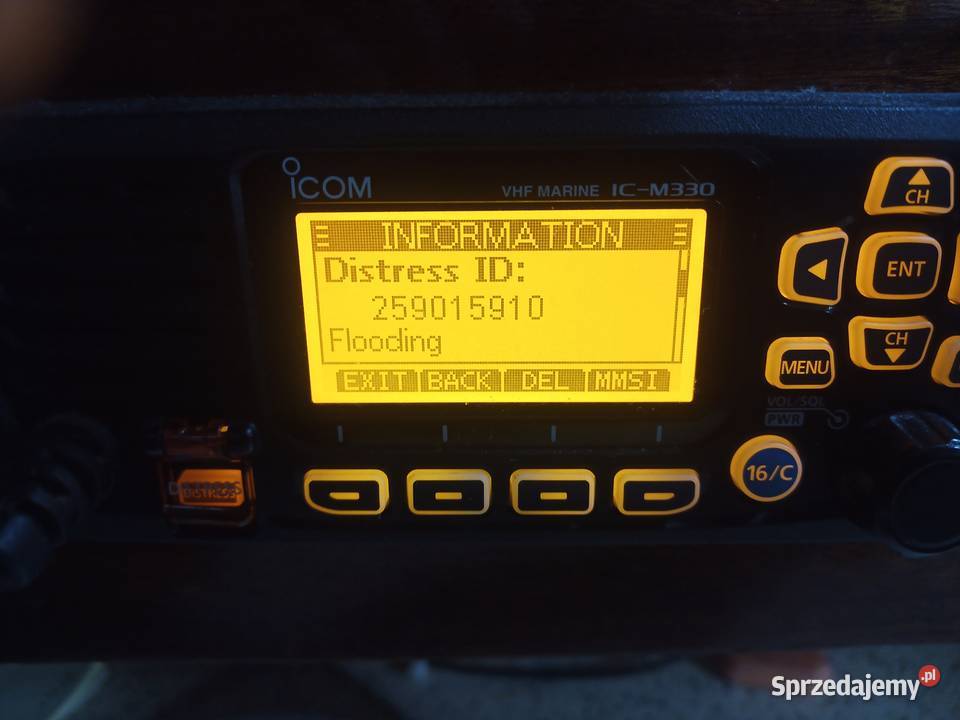 ICOM
VHF MARINE IC-M330
INFORMATION
Distress ID:
259015910
Flooding
EXIT BACK DEL MMSI
CH
ENT
CH
MENU
VOL/SQL
PWR
16/C
DISTRESS
Sprzedajemy.pl